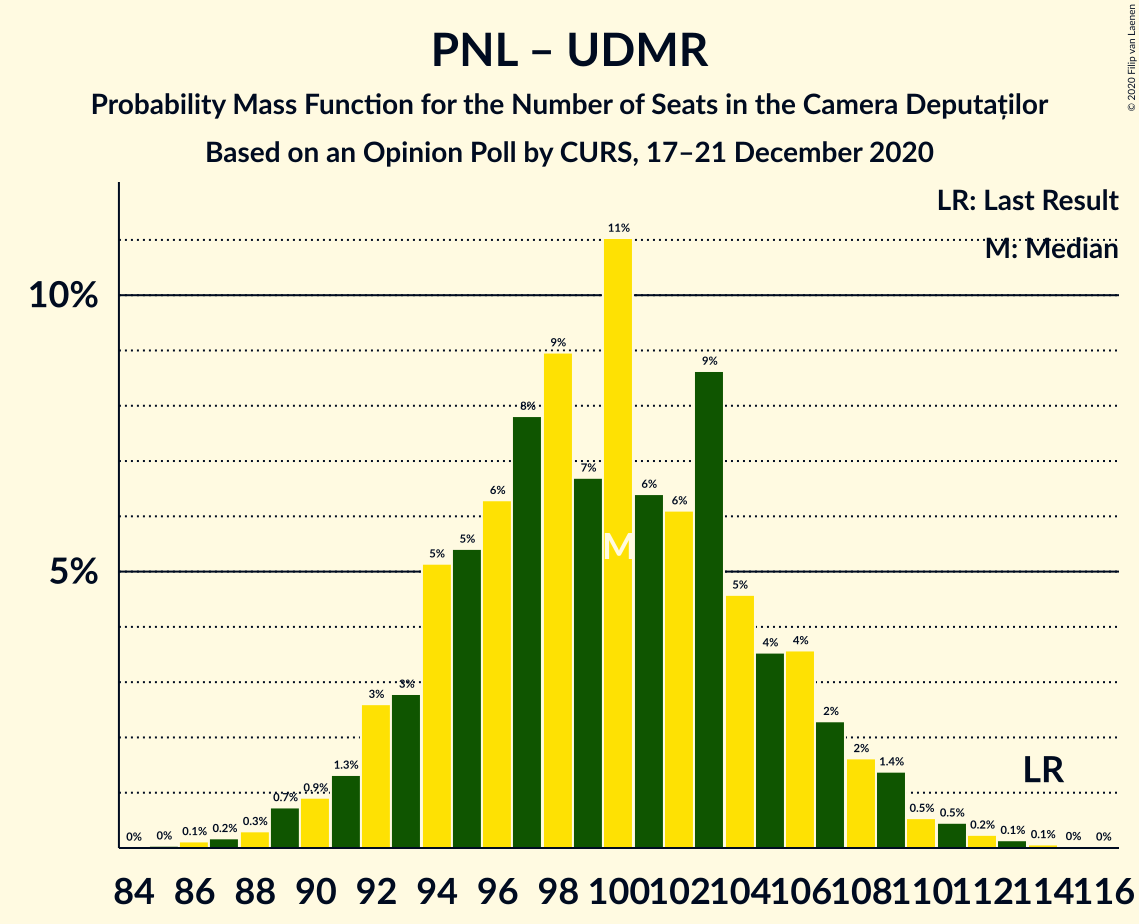 PNL – UDMR
Probability Mass Function for the Number of Seats in the Camera Deputaților
Based on an Opinion Poll by CURS, 17–21 December 2020
© 2020 Filip van Laenen
LR: Last Result
M: Median
10%
5%
0% 0% 0.1% 0.2% 0.3% 0.7% 0.9% 1.3% 3% 3% 5% 5% 6% 8% 9% 7% 11% 6% 6% 9% 5% 4% 4% 2% 2% 1.4% 0.5% 0.5% 0.2% 0.1% 0.1% 0% 0%
M
LR
84 86 88 90 92 94 96 98 100 102 104 106 108 110 112 114 116